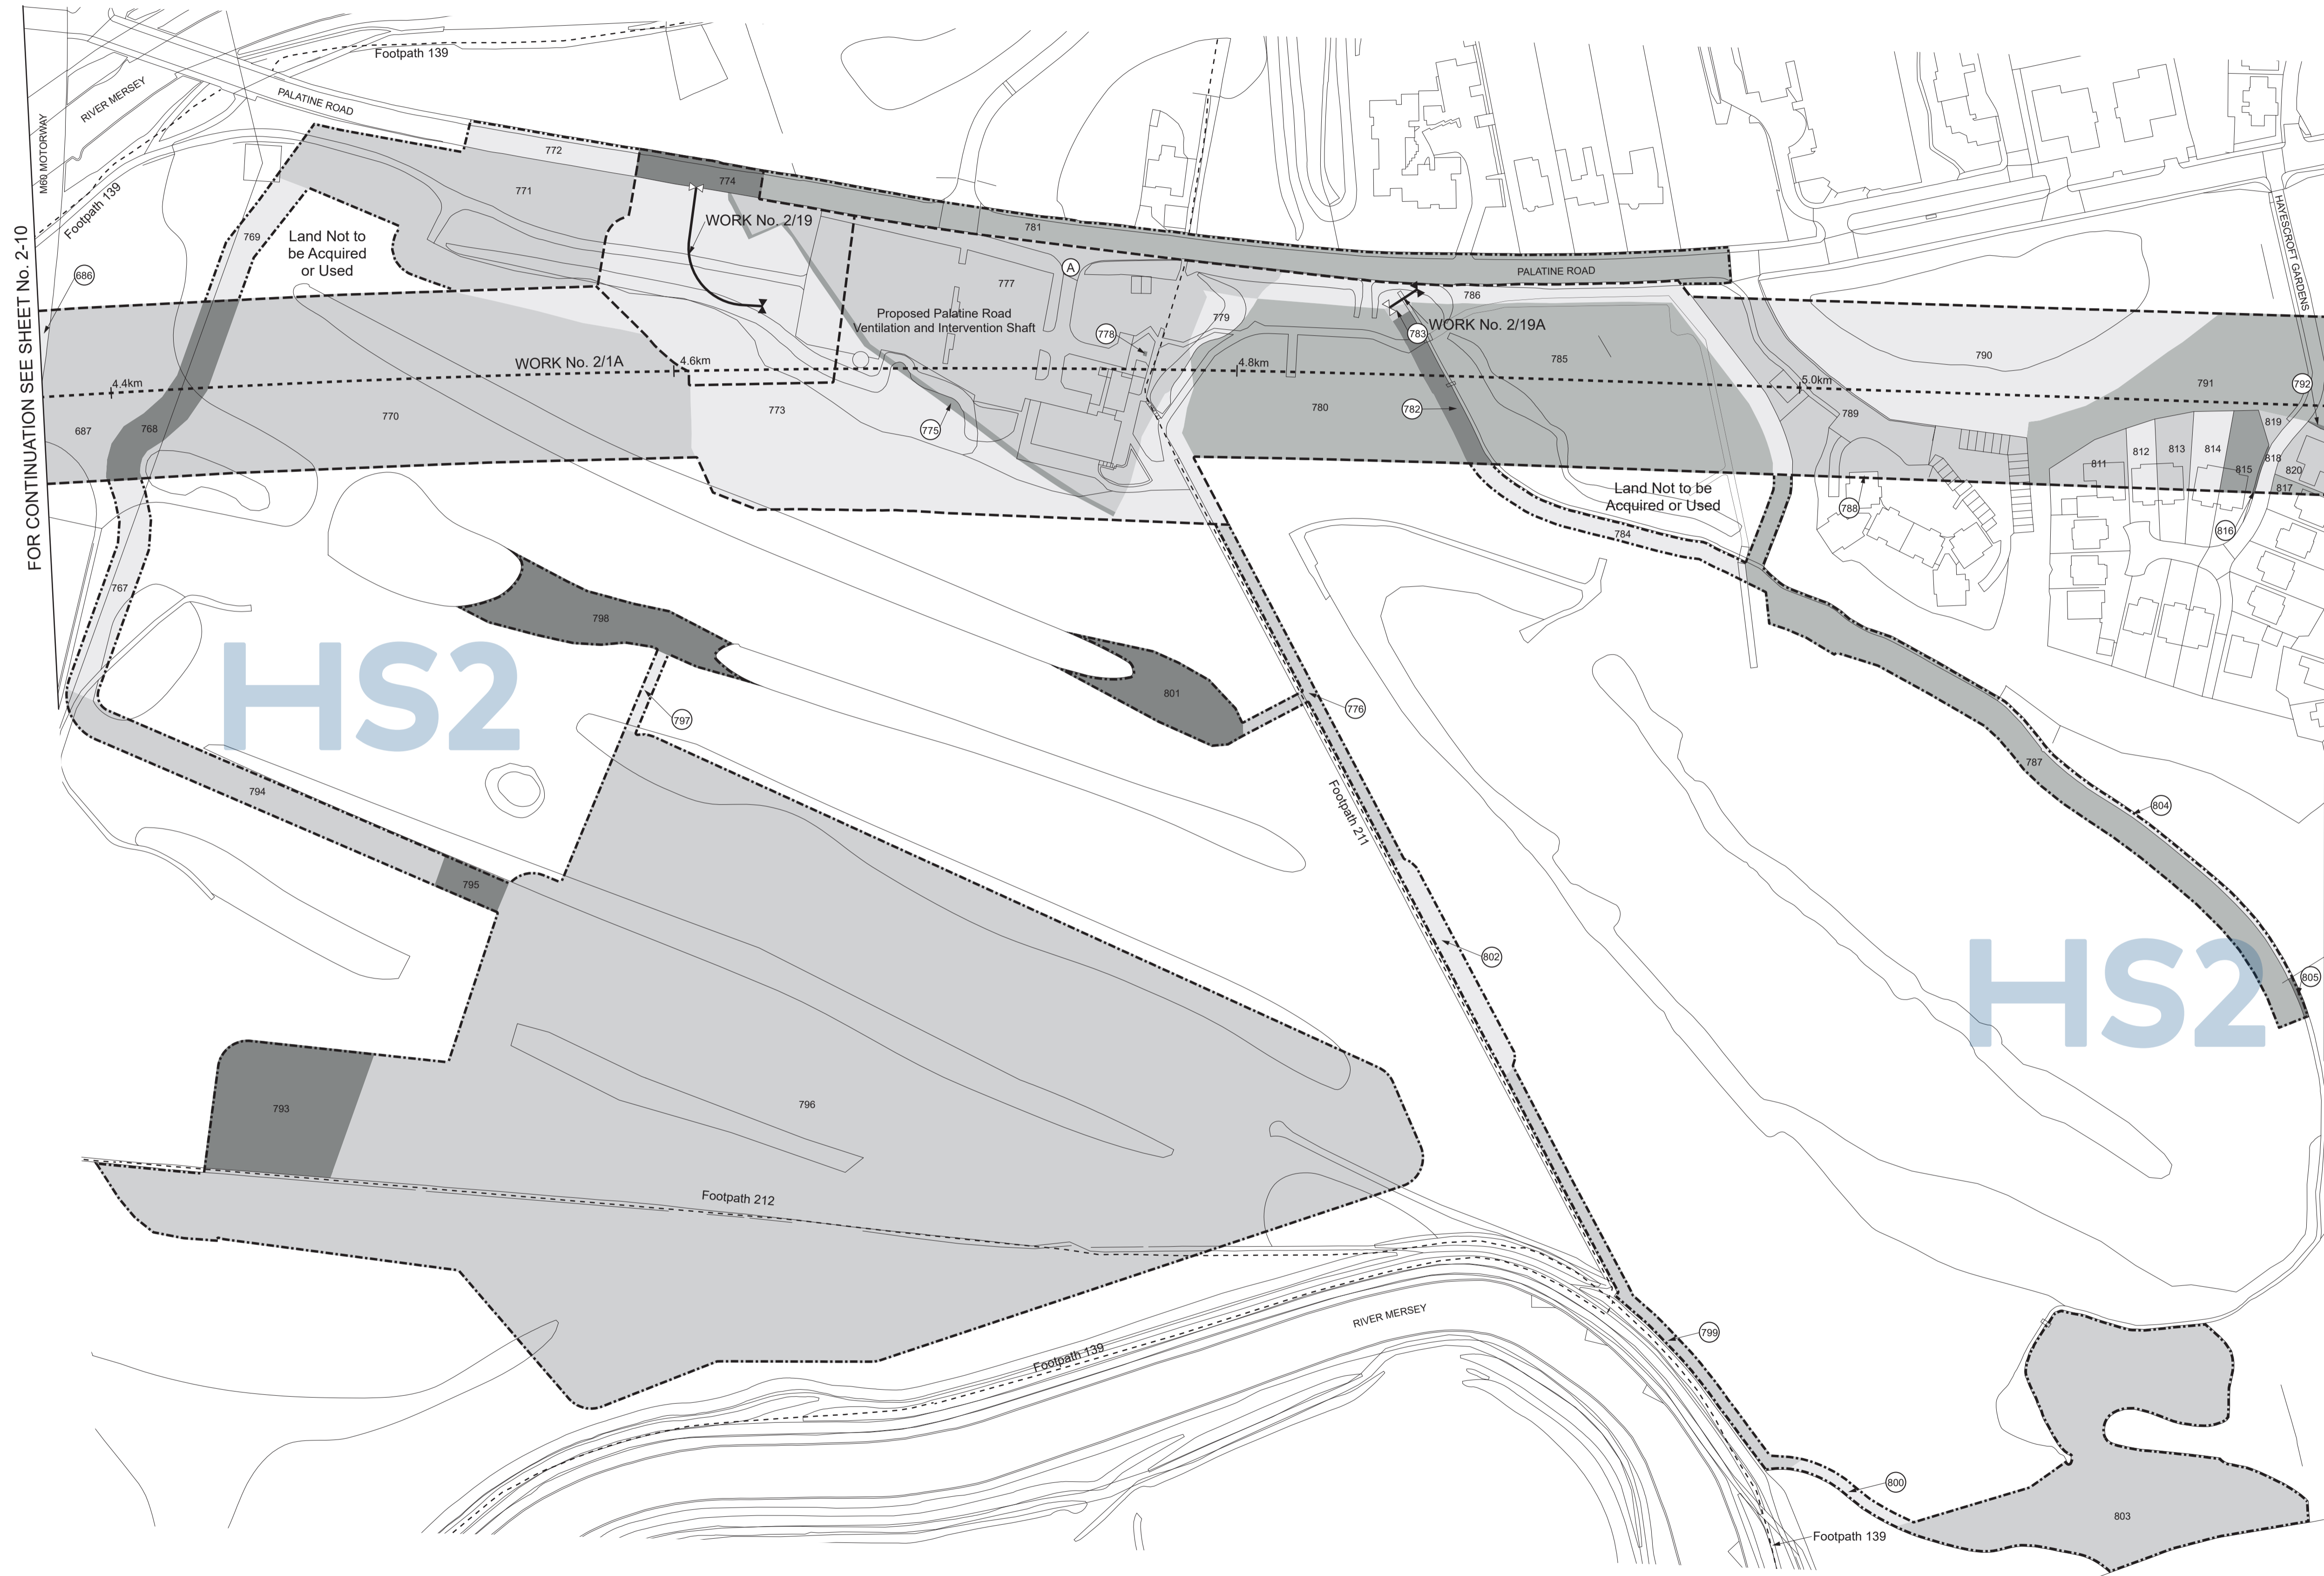 Footpath 139
PALATINE ROAD
RIVER MERSEY
M60 MOTORWAY
Footpath 139
772
774
771
WORK No. 2/19
781
769
Land Not to
be Acquired
or Used
HAYESCROFT GARDENS
686
A
777
PALATINE ROAD
786
Proposed Palatine Road
Ventilation and Intervention Shaft
779
778
783
WORK No. 2/19A
WORK No. 2/1A
4.6km
4.8km
785
790
4.4km
5.0km
791
792
FOR CONTINUATION SEE SHEET No. 2-10
687
768
770
773
775
780
782
789
819
811
812
813
814
815
818
820
817
Land Not to be
Acquired or Used
788
816
784
767
798
HS2
801
776
797
787
794
Footpath 211
804
795
802
HS2
805
793
796
Footpath 212
RIVER MERSEY
799
Footpath 139
800
803
Footpath 139